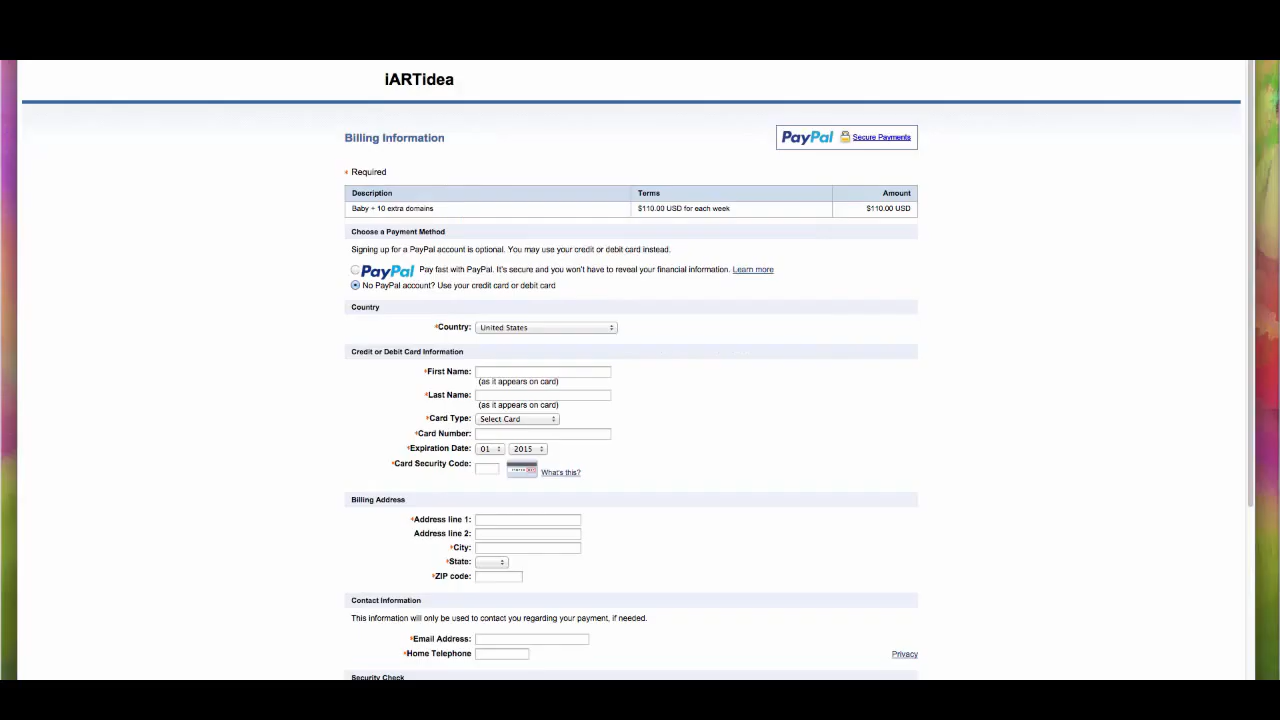 iARTidea
Billing Information
PayPal Secure Payments
* Required
Description Terms Amount
Baby + 10 extra domains $110.00 USD for each week $110.00 USD
Choose a Payment Method
Signing up for a PayPal account is optional. You may use your credit or debit card instead.
PayPal Pay fast with PayPal. It's secure and you won't have to reveal your financial information. Learn more
No PayPal account? Use your credit card or debit card
Country
*Country: United States
Credit or Debit Card Information
*First Name:
(as it appears on card)
*Last Name:
(as it appears on card)
*Card Type: Select Card
*Card Number:
*Expiration Date: 01 2015
*Card Security Code: What's this?
Billing Address
*Address line 1:
Address line 2:
*City:
*State:
*ZIP code:
Contact Information
This information will only be used to contact you regarding your payment, if needed.
*Email Address:
*Home Telephone Privacy
Security Check